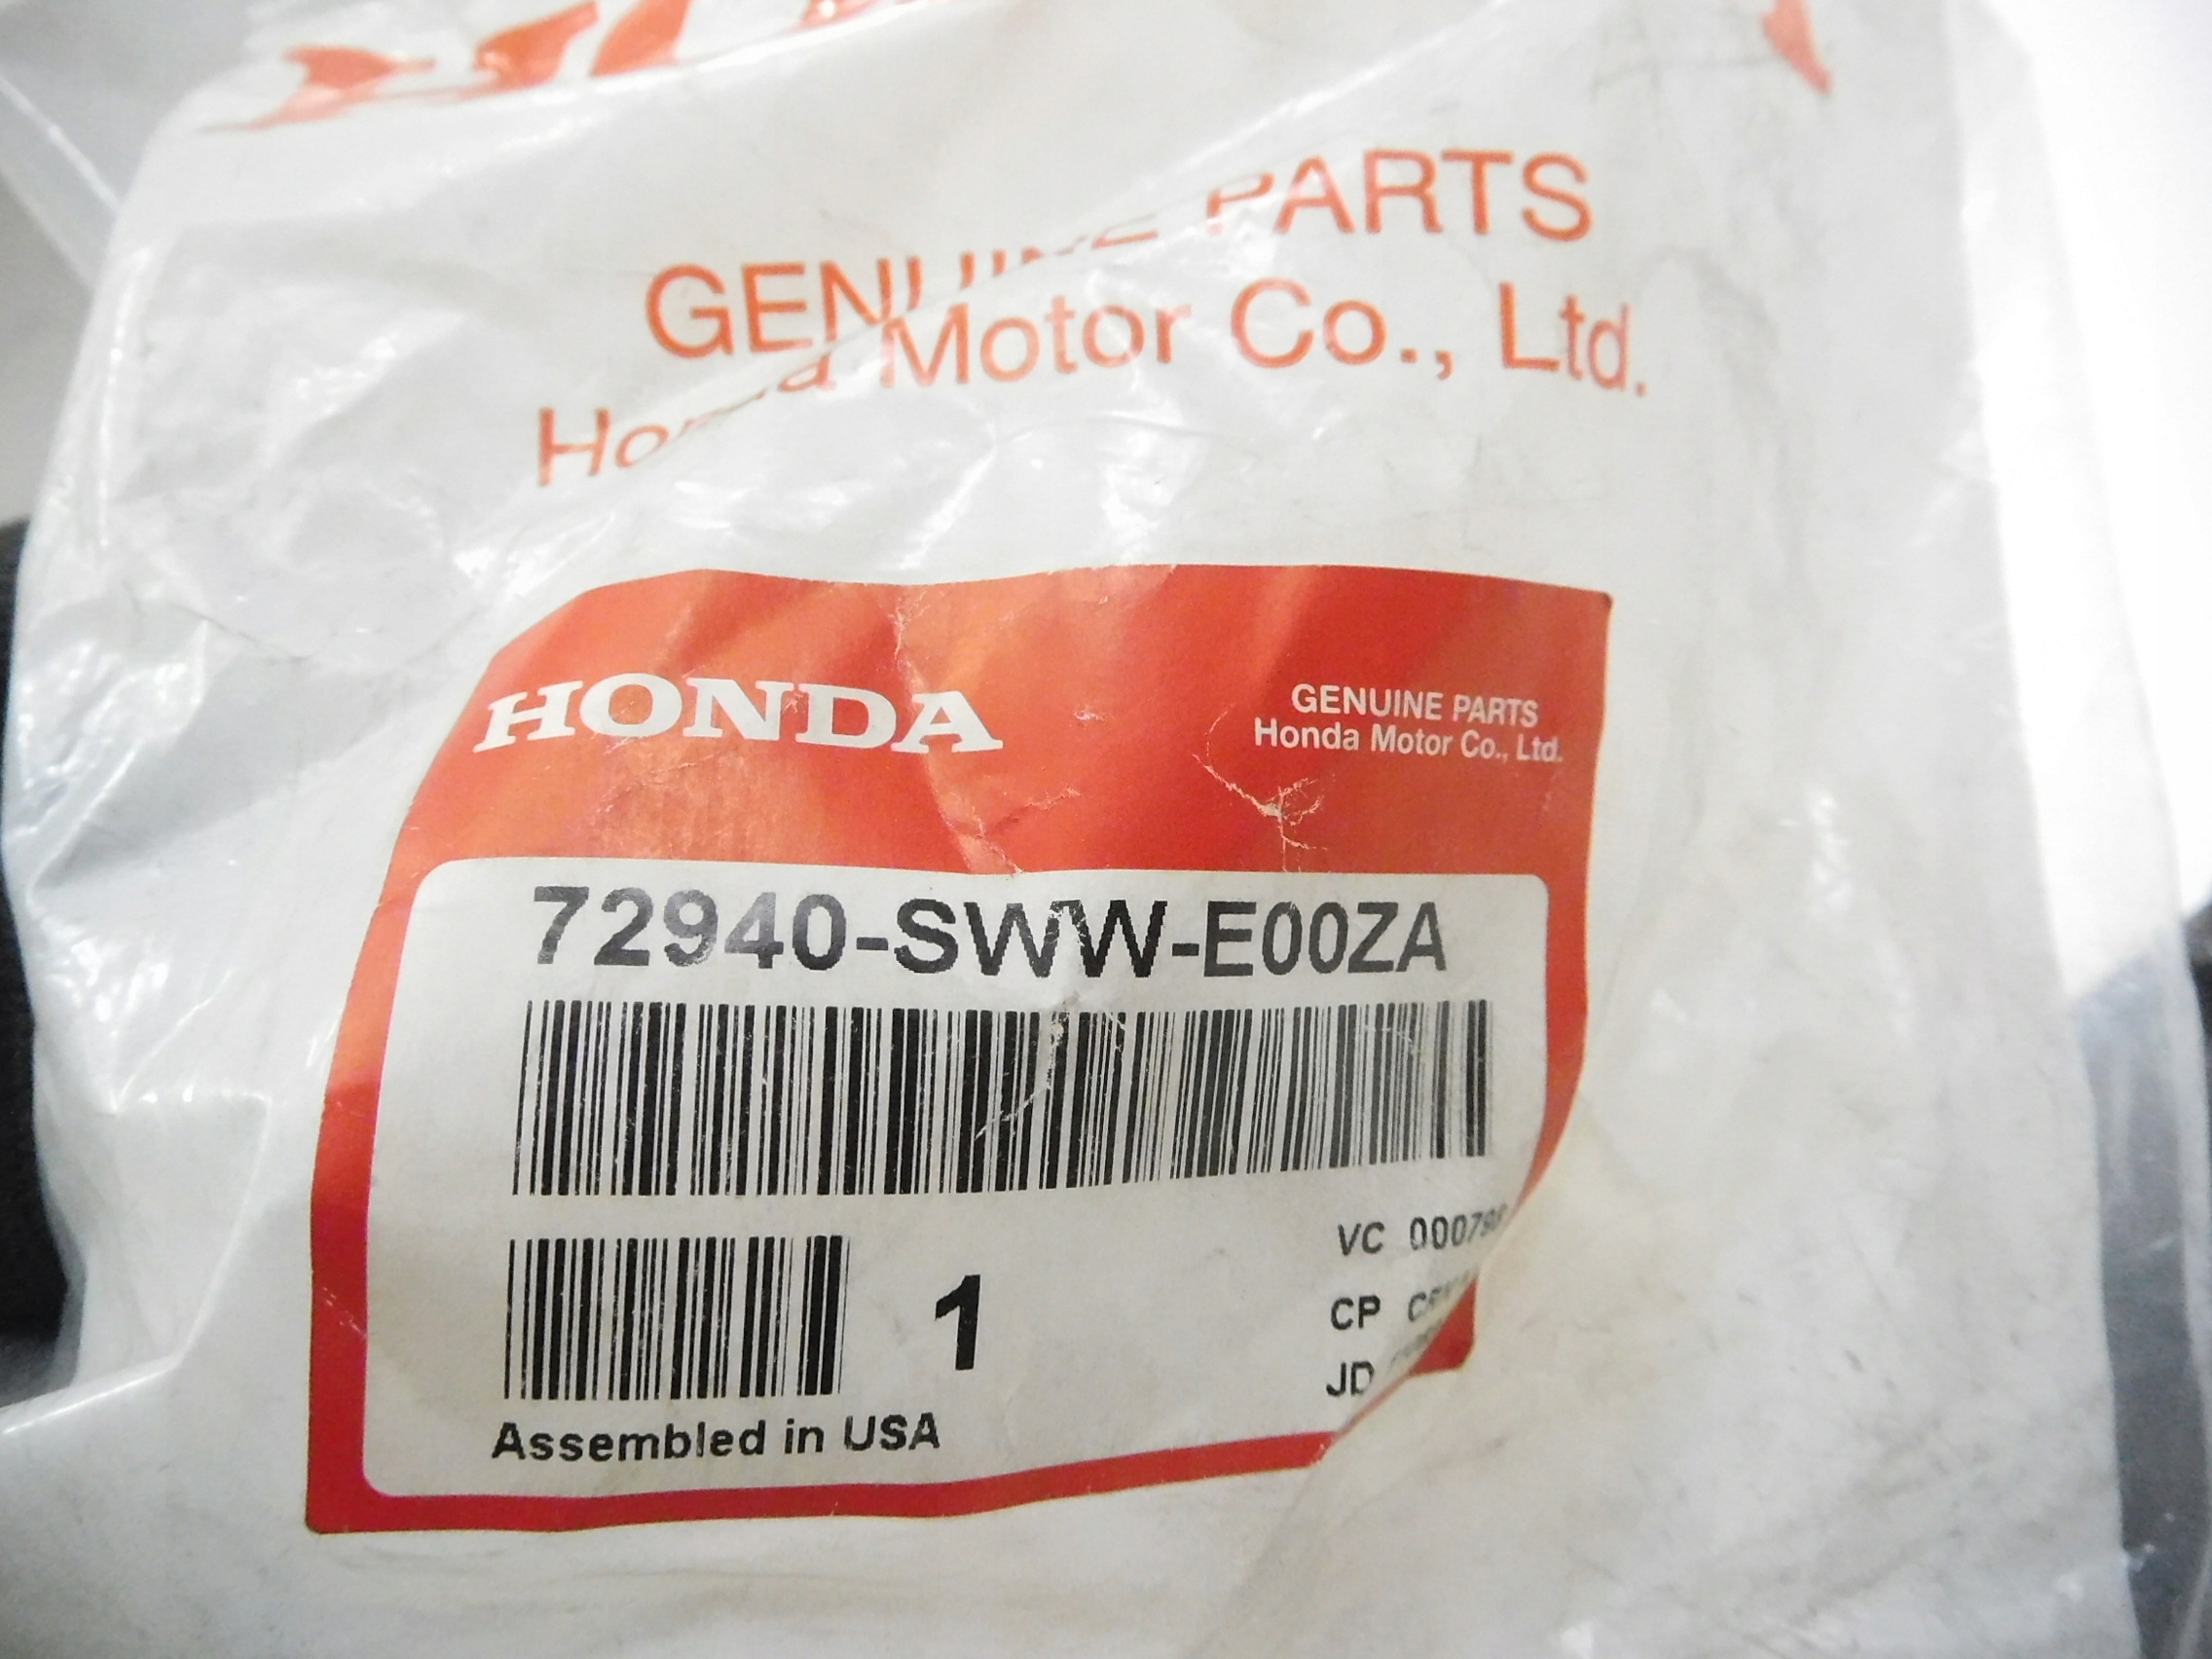 GENUINE PARTS
Honda Motor Co., Ltd.
HONDA
GENUINE PARTS
Honda Motor Co., Ltd.
72940-SWW-E00ZA
VC
1
CP
JD
Assembled in USA